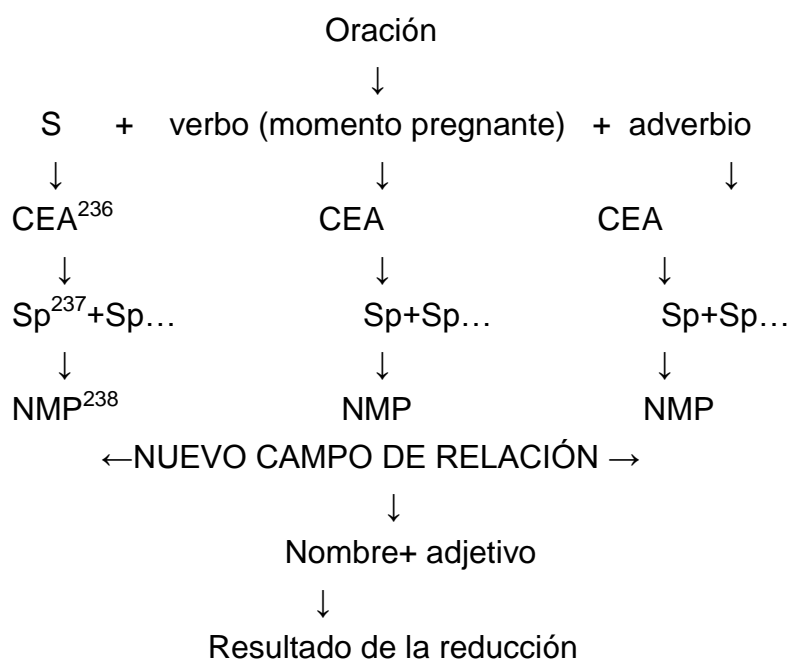 Oración
↓
S + verbo (momento pregnante) + adverbio
↓ ↓ ↓
CEA236 CEA CEA
↓ ↓ ↓
Sp237+Sp… Sp+Sp… Sp+Sp…
↓ ↓ ↓
NMP238 NMP NMP
←NUEVO CAMPO DE RELACIÓN →
↓
Nombre+ adjetivo
↓
Resultado de la reducción